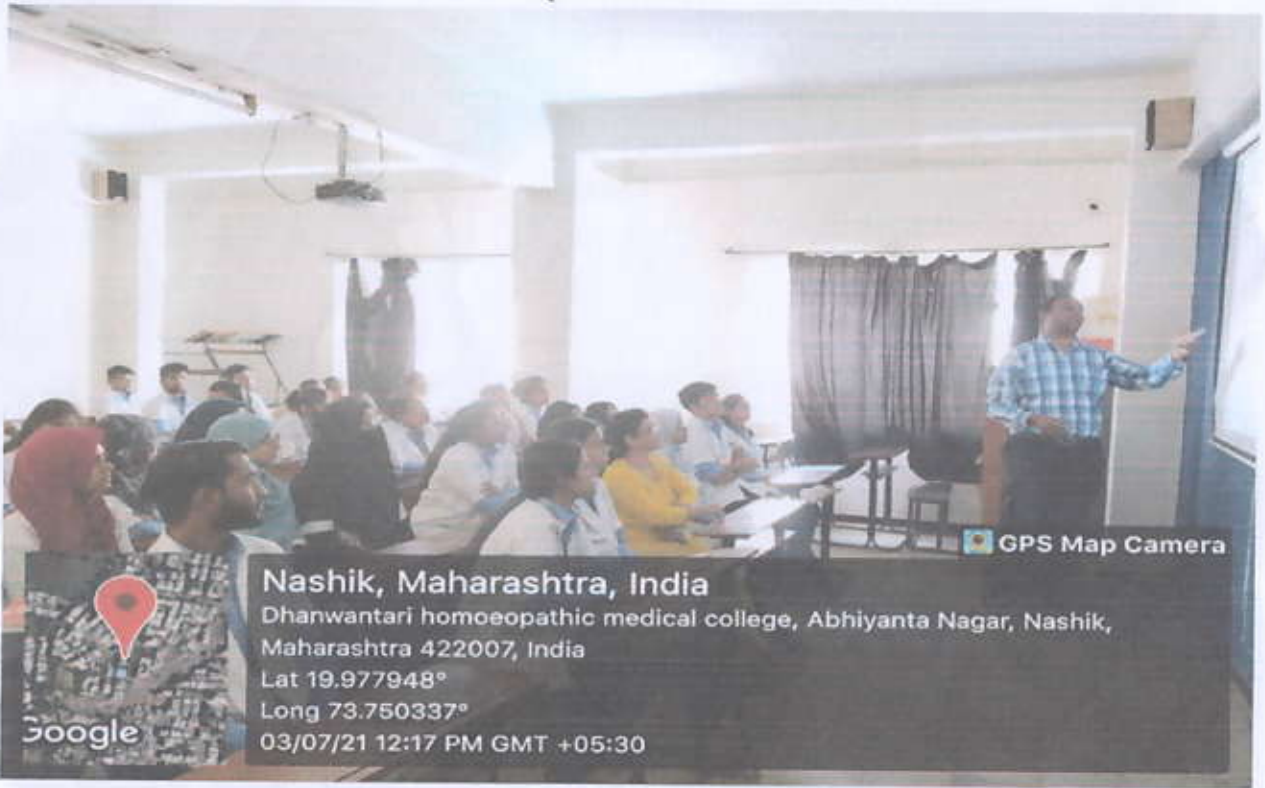 GPS Map Camera
Nashik, Maharashtra, India
Dhanwantari homoeopathic medical college, Abhiyanta Nagar, Nashik,
Maharashtra 422007, India
Lat 19.977948°
Long 73.750337°
03/07/21 12:17 PM GMT +05:30
Google